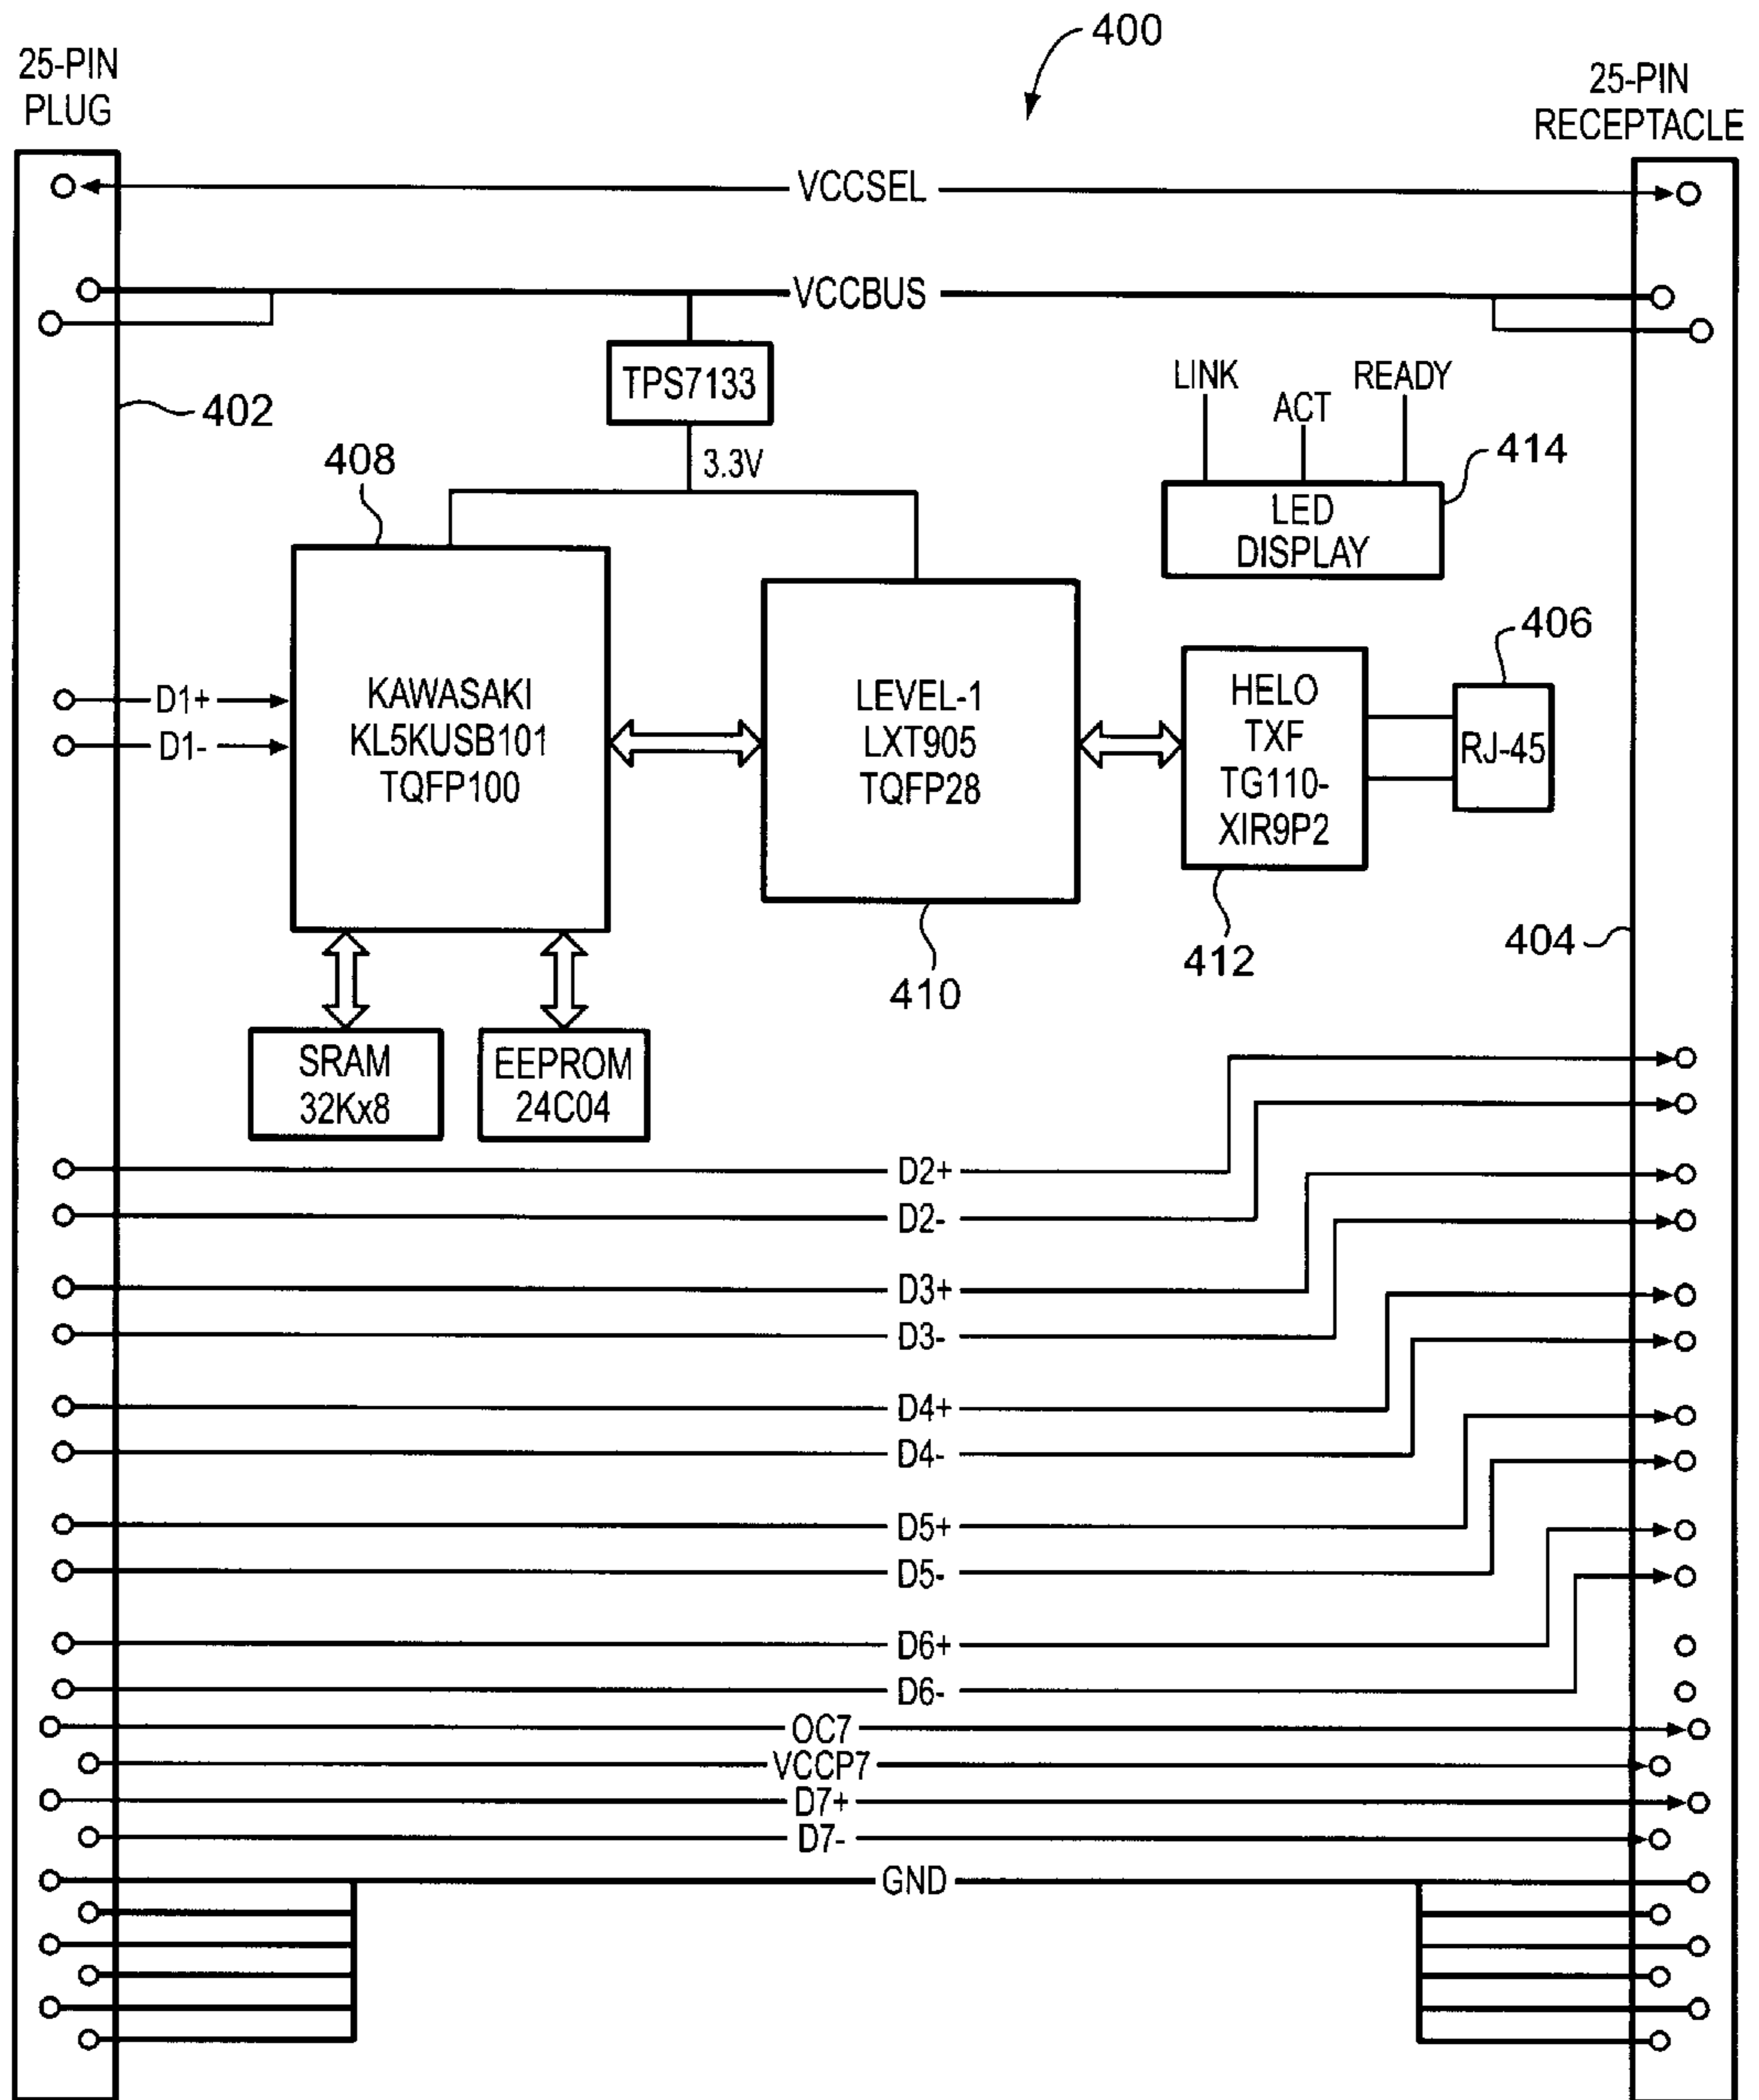 400
25-PIN
PLUG
25-PIN
RECEPTACLE
VCCSEL
VCCBUS
TPS7133
402
LINK
ACT
READY
3.3V
408
414
LED
DISPLAY
406
KAWASAKI
KL5KUSB101
TQFP100
LEVEL-1
LXT905
TQFP28
HELO
TXF
TG110-
XIR9P2
RJ-45
D1+
D1-
404
412
410
SRAM
32Kx8
EEPROM
24C04
D2+
D2-
D3+
D3-
D4+
D4-
D5+
D5-
D6+
D6-
OC7
VCCP7
D7+
D7-
GND